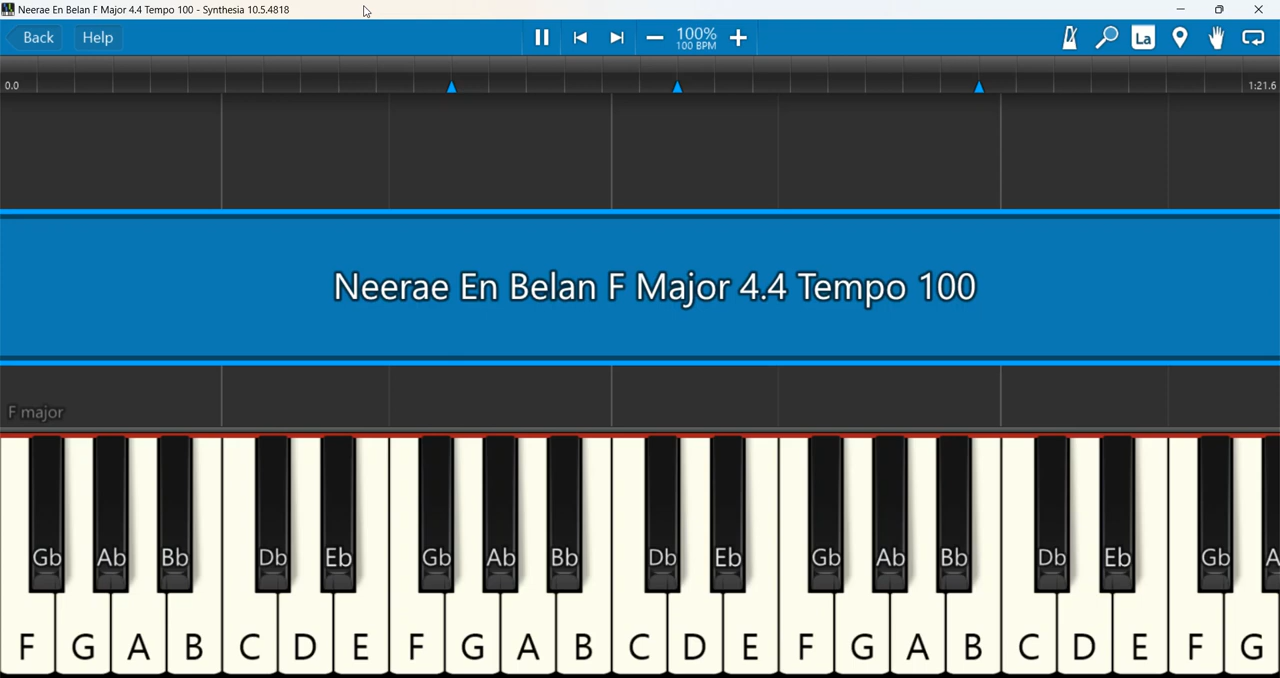 Neerae En Belan F Major 4.4 Tempo 100 - Synthesia 10.5.4818
Back Help 100% La
100 BPM
0.0 1:21.6
Neerae En Belan F Major 4.4 Tempo 100
F major
Gb Ab Bb Db Eb Gb Ab Bb Db Eb Gb Ab Bb Db Eb Gb A
F G A B C D E F G A B C D E F G A B C D E F G